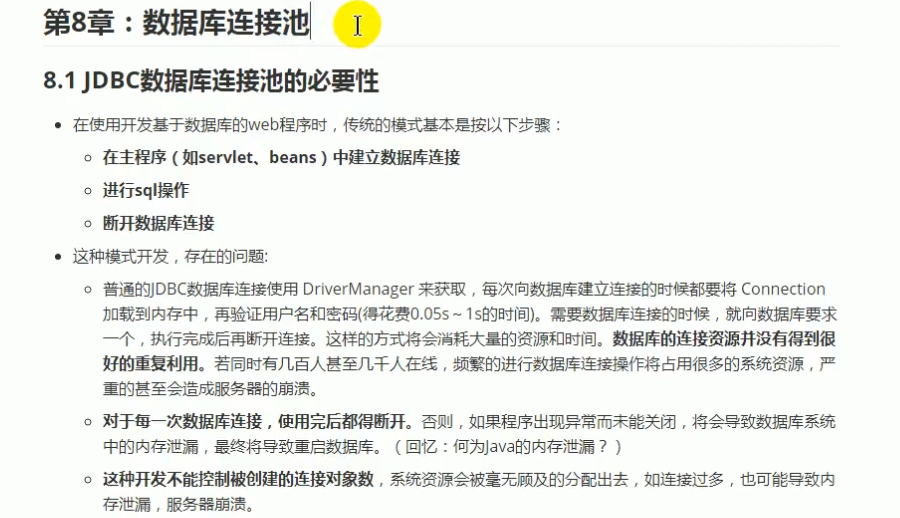 第8章：数据库连接池
8.1 JDBC数据库连接池的必要性
在使用开发基于数据库的web程序时，传统的模式基本是按以下步骤：
在主程序（如servlet、beans）中建立数据库连接
进行sql操作
断开数据库连接
这种模式开发，存在的问题:
普通的JDBC数据库连接使用 DriverManager 来获取，每次向数据库建立连接的时候都要将 Connection
加载到内存中，再验证用户名和密码(得花费0.05s～1s的时间)。需要数据库连接的时候，就向数据库要求
一个，执行完成后再断开连接。这样的方式将会消耗大量的资源和时间。数据库的连接资源并没有得到很
好的重复利用。若同时有几百人甚至几千人在线，频繁的进行数据库连接操作将占用很多的系统资源，严
重的甚至会造成服务器的崩溃。
对于每一次数据库连接，使用完后都得断开。否则，如果程序出现异常而未能关闭，将会导致数据库系统
中的内存泄漏，最终将导致重启数据库。（回忆：何为Java的内存泄漏？）
这种开发不能控制被创建的连接对象数，系统资源会被毫无顾及的分配出去，如连接过多，也可能导致内
存泄漏，服务器崩溃。